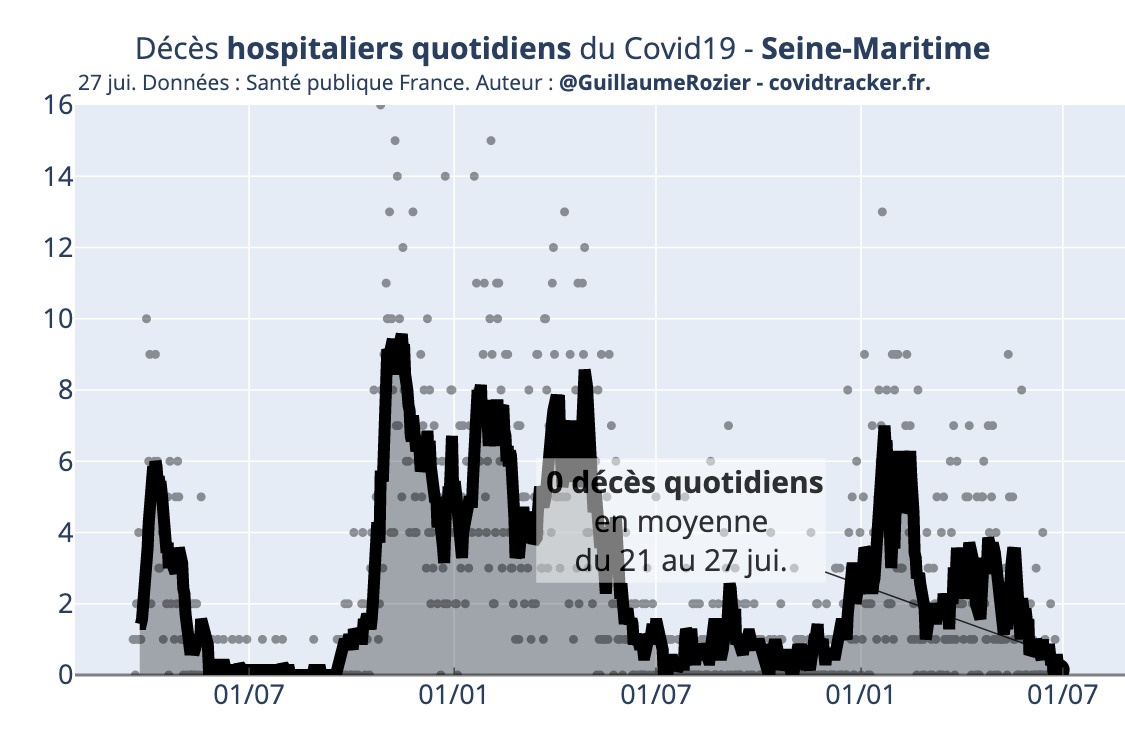 Décès hospitaliers quotidiens du Covid19 - Seine-Maritime
27 jui. Données : Santé publique France. Auteur : @GuillaumeRozier - covidtracker.fr.
16
14
12
10
8
6
4
2
0
0 décès quotidiens
en moyenne
du 21 au 27 jui.
01/07
01/01
01/07
01/01
01/07